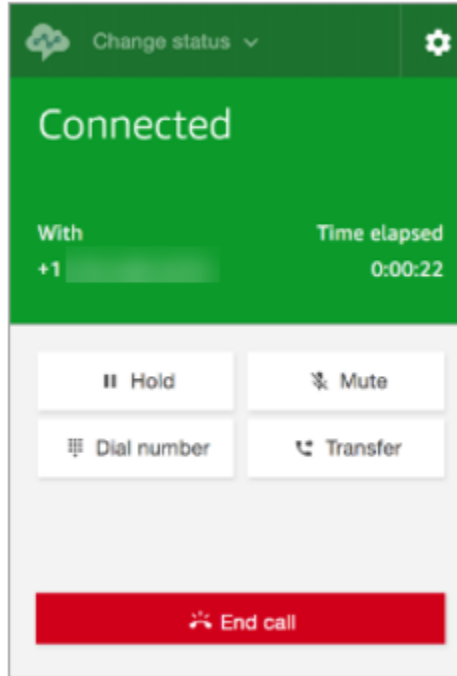 Change status
Connected
With
Time elapsed
+1
0:00:22
Hold
Mute
Dial number
Transfer
End call